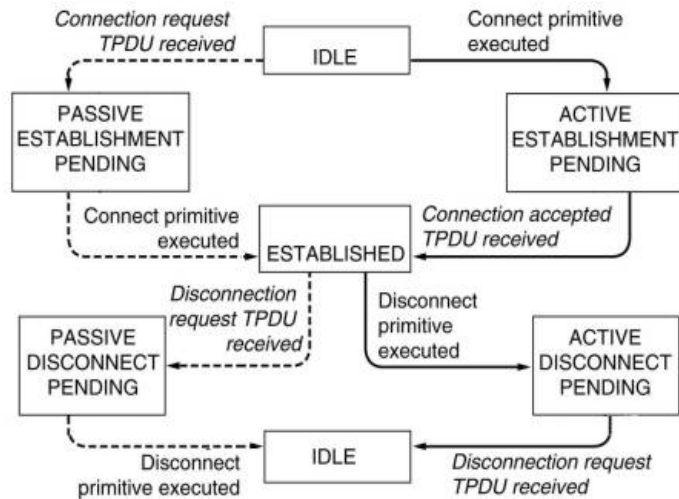 Connection request
TPDU received
IDLE
Connect primitive
executed
PASSIVE
ESTABLISHMENT
PENDING
ACTIVE
ESTABLISHMENT
PENDING
Connect primitive
executed
ESTABLISHED
Connection accepted
TPDU received
Disconnection
request TPDU
received
Disconnect
primitive
executed
PASSIVE
DISCONNECT
PENDING
ACTIVE
DISCONNECT
PENDING
Disconnect
primitive executed
IDLE
Disconnection request
TPDU received